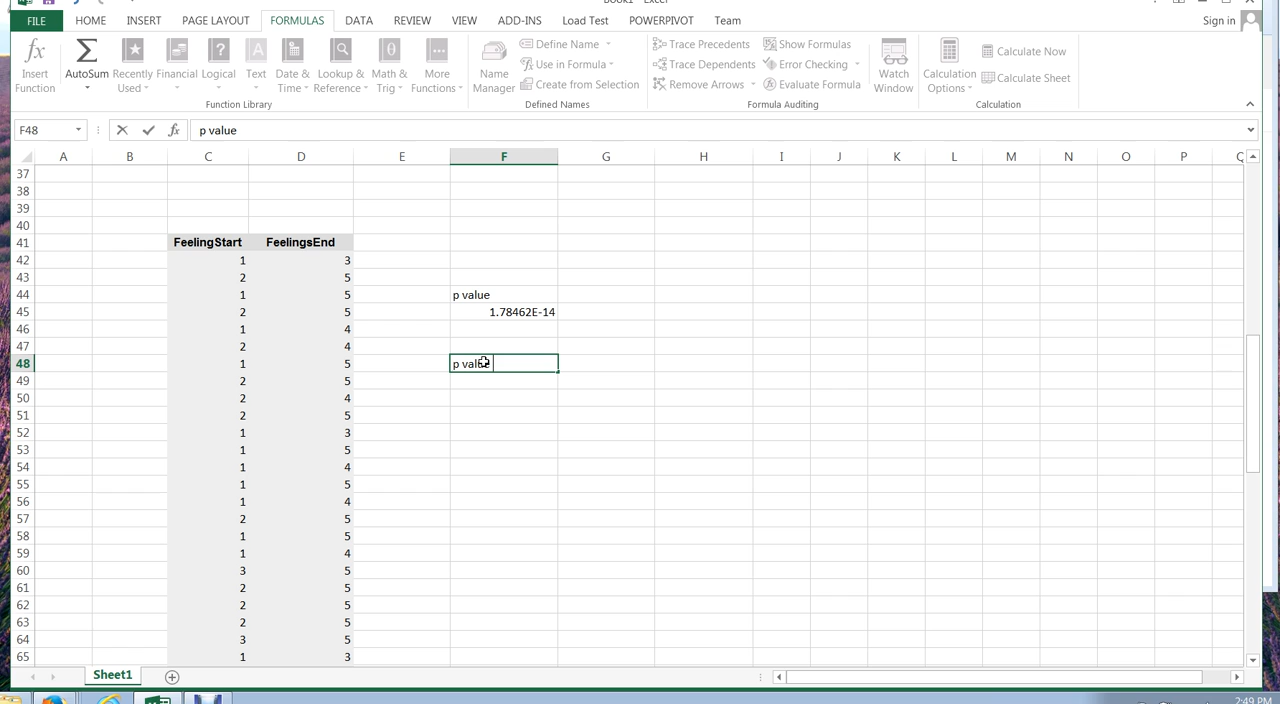 Book1 - Excel
FILE HOME INSERT PAGE LAYOUT FORMULAS DATA REVIEW VIEW ADD-INS Load Test POWERPIVOT Team Sign in
Insert Function
AutoSum
Recently Used
Financial
Logical
Text
Date & Time
Lookup & Reference
Math & Trig
More Functions
Function Library
Name Manager
Define Name
Use in Formula
Create from Selection
Defined Names
Trace Precedents
Trace Dependents
Remove Arrows
Show Formulas
Error Checking
Evaluate Formula
Formula Auditing
Watch Window
Calculation Options
Calculate Now
Calculate Sheet
Calculation
F48 fx p value
A B C D E F G H I J K L M N O P Q
37
38
39
40
41 FeelingStart FeelingsEnd
42 1 3
43 2 5
44 1 5 p value
45 2 5 1.78462E-14
46 1 4
47 2 4
48 1 5 p value
49 2 5
50 2 4
51 2 5
52 1 3
53 1 5
54 1 4
55 1 5
56 1 4
57 2 5
58 1 5
59 1 4
60 3 5
61 2 5
62 2 5
63 2 5
64 3 5
65 1 3
Sheet1
2:49 PM